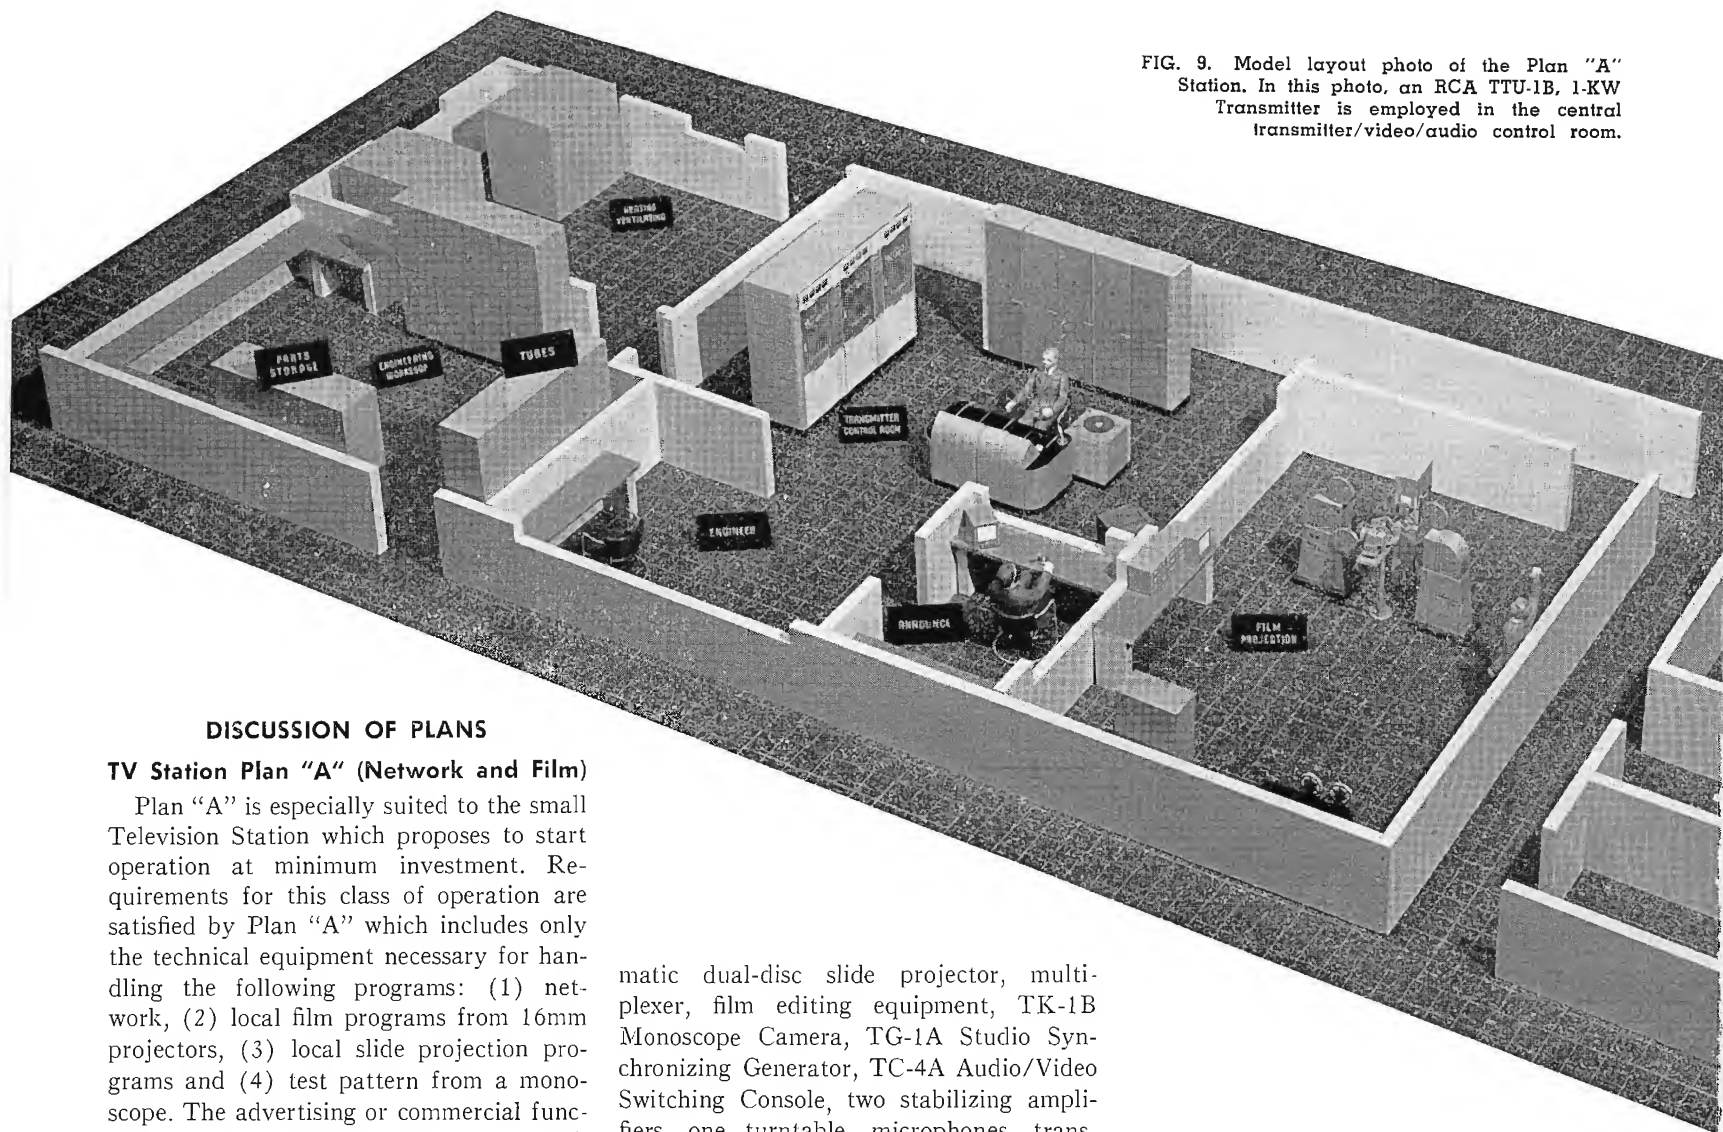 FIG. 9. Model layout photo of the Plan "A"
Station. In this photo, an RCA TTU-1B, 1-KW
Transmitter is employed in the central
transmitter/video/audio control room.
HEATING
VENTILATING
PARTS
STORAGE
ENGINEERING
WORKSHOP
TUBES
TRANSMITTER
CONTROL ROOM
ENGINEER
ANNOUNCE
FILM
PROJECTION
DISCUSSION OF PLANS
TV Station Plan "A" (Network and Film)
Plan “A” is especially suited to the small
Television Station which proposes to start
operation at minimum investment. Re-
quirements for this class of operation are
satisfied by Plan “A” which includes only
the technical equipment necessary for han-
dling the following programs: (1) net-
work, (2) local film programs from 16mm
projectors, (3) local slide projection pro-
grams and (4) test pattern from a mono-
scope. The advertising or commercial func-
matic dual-disc slide projector, multi-
plexer, film editing equipment, TK-1B
Monoscope Camera, TG-1A Studio Syn-
chronizing Generator, TC-4A Audio/Video
Switching Console, two stabilizing ampli-
fiers, one turntable, microphones, trans-